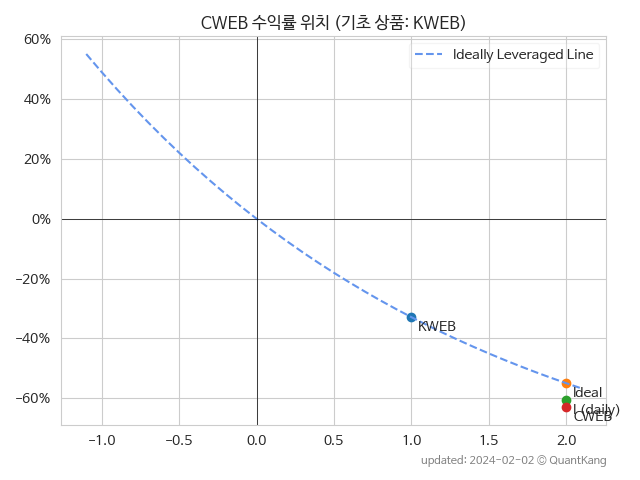 CWEB 수익률 위치 (기초 상품: KWEB)
Ideally Leveraged Line
60%
40%
20%
0%
−20%
−40%
−60%
KWEB
Ideal
(daily)
CWEB
−1.0 −0.5 0.0 0.5 1.0 1.5 2.0
updated: 2024-02-02 © QuantKang